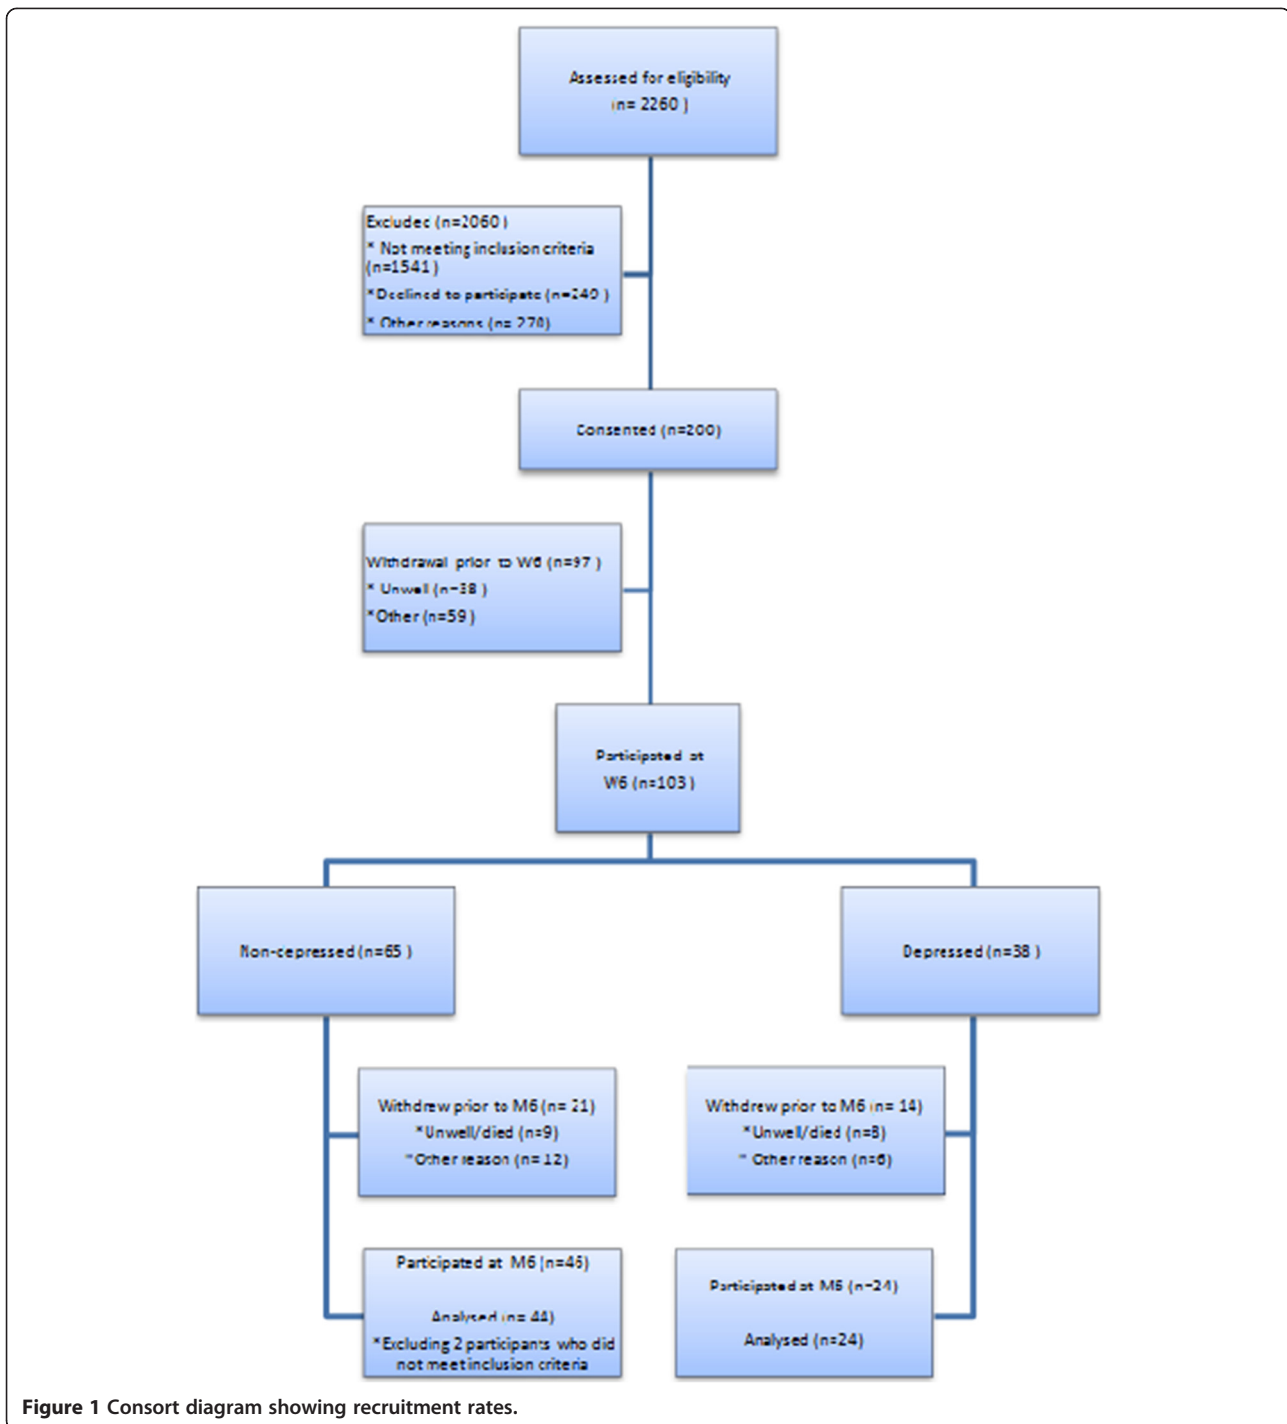 Assessed for eligibility
(n= 2260 )
Excluded (n=2060 )
* Not meeting inclusion criteria
(n=1541 )
*Declined to participate (n=249 )
* Other reasons (n= 270)
Consented (n=200)
Withdrawal prior to W6 (n=97 )
* Unwell (n=38 )
*Other (n=59 )
Participated at
W6 (n=103 )
Non-depressed (n=65 )
Depressed (n=38 )
Withdrew prior to M6 (n= 21)
*Unwell/died (n=9)
*Other reason (n= 12)
Withdrew prior to M6 (n= 14)
*Unwell/died (n=8)
* Other reason (n=6)
Participated at M6 (n=46)
Analysed (n= 44)
*Excluding 2 participants who did
not meet inclusion criteria
Participated at M6 (n=24)
Analysed (n=24)
Figure 1 Consort diagram showing recruitment rates.